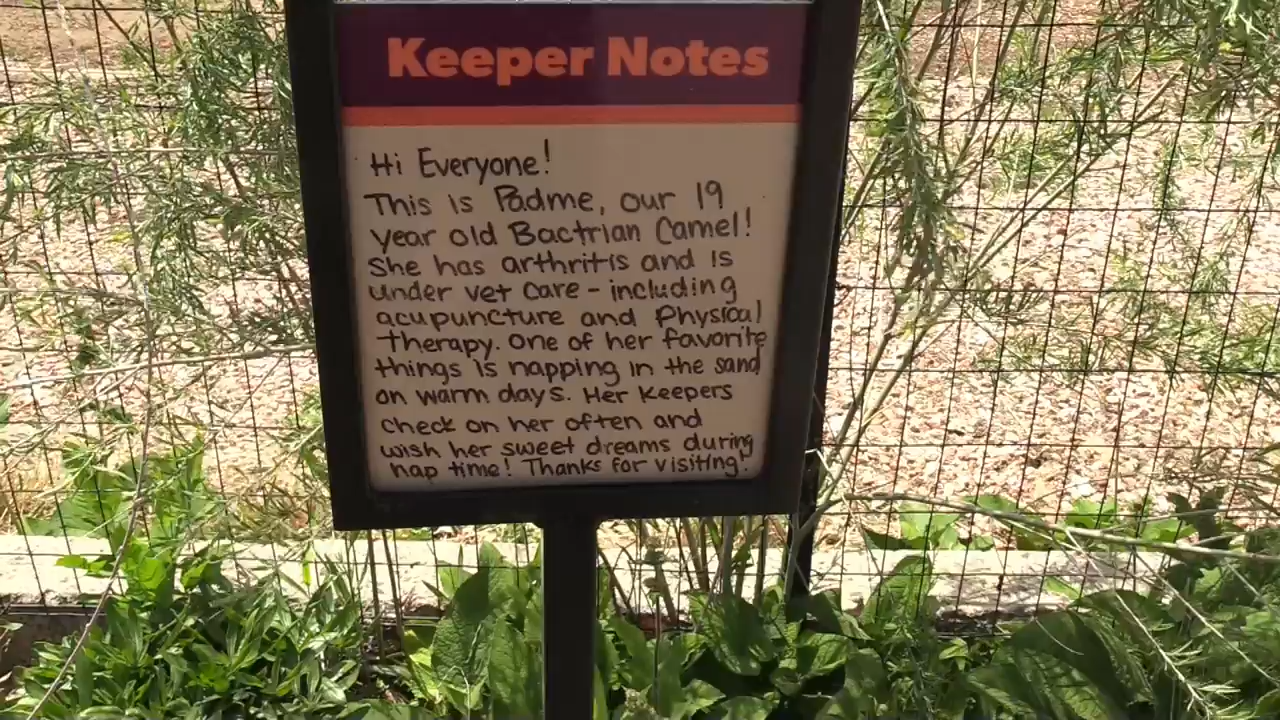 Keeper Notes
Hi Everyone!
This is Padme, our 19
year old Bactrian Camel!
She has arthritis and is
under vet care - including
acupuncture and Physical
Therapy. One of her favorite
things is napping in the sand
on warm days. Her keepers
check on her often and
wish her sweet dreams during
nap time! Thanks for visiting!